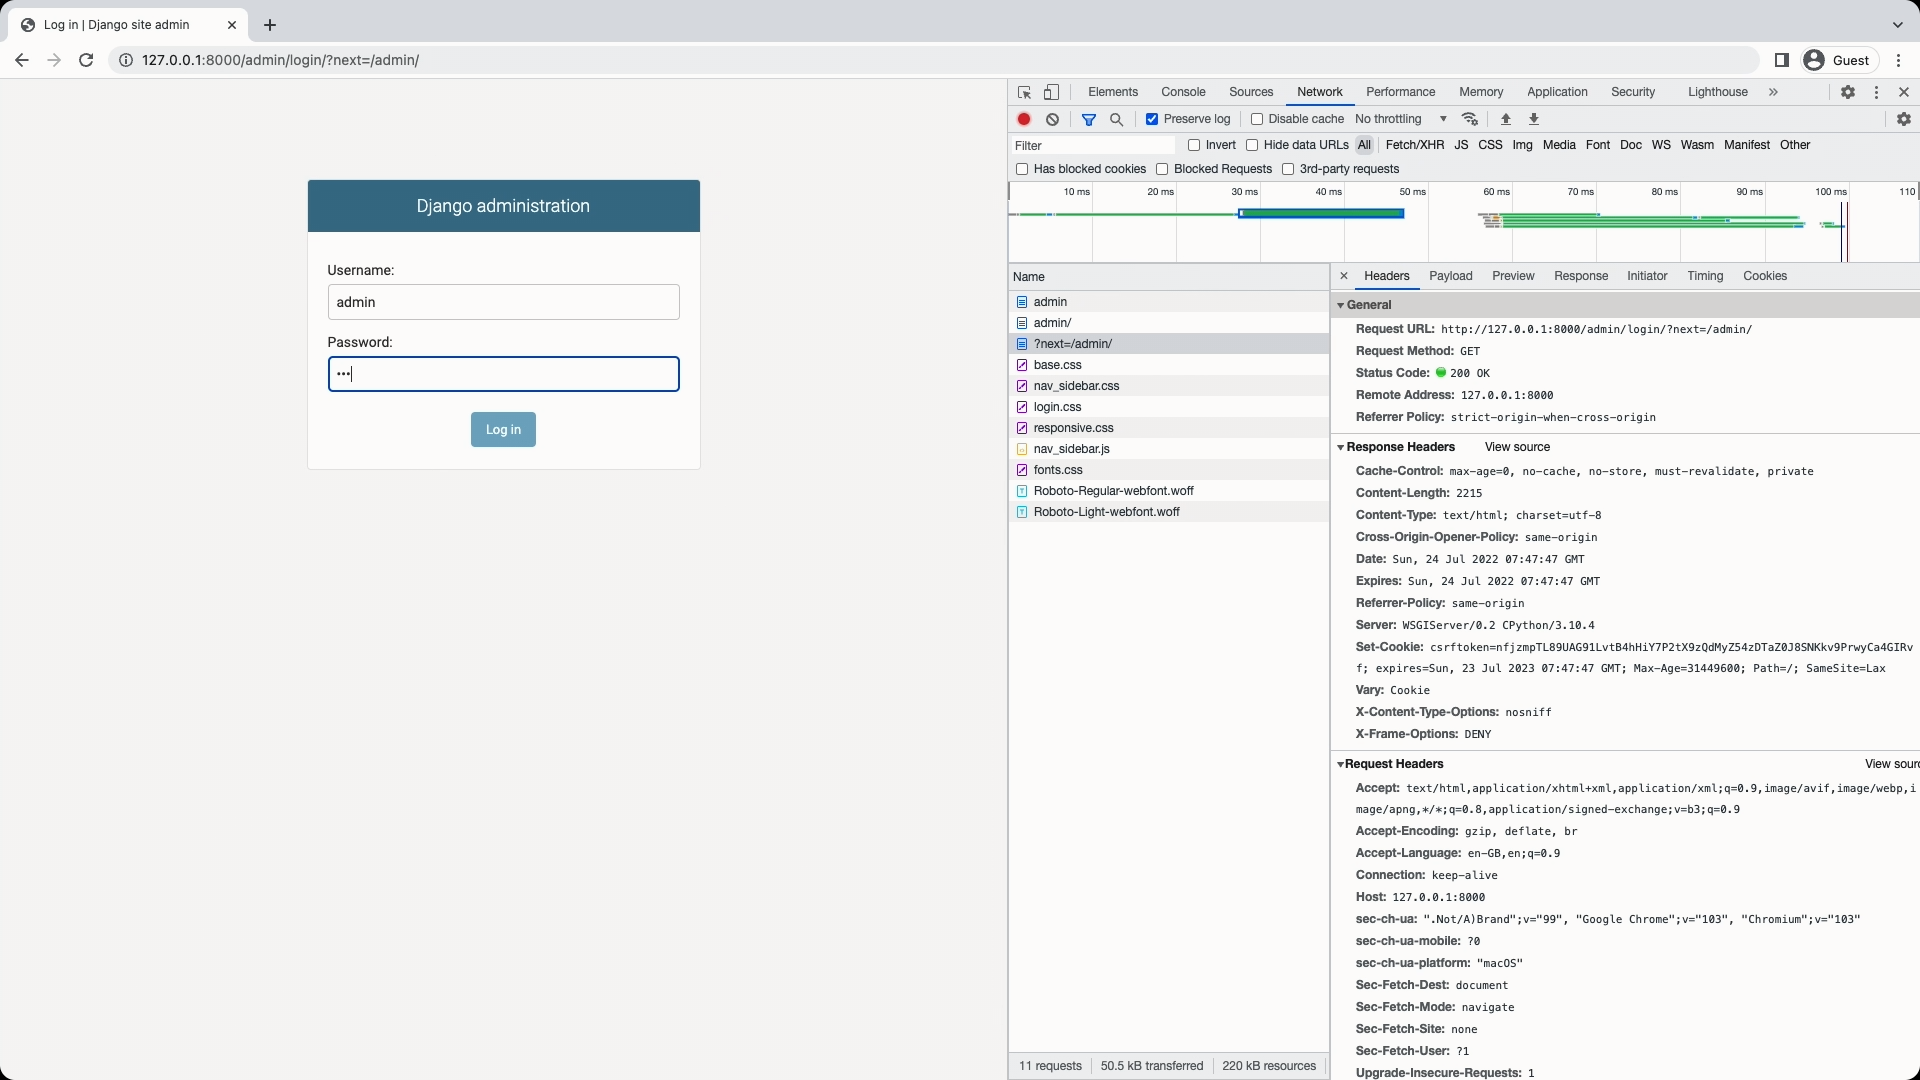 Log in | Django site admin
127.0.0.1:8000/admin/login/?next=/admin/
Guest
Django administration
Username:
admin
Password:
•••
Log in
Elements Console Sources Network Performance Memory Application Security Lighthouse
Preserve log Disable cache No throttling
Filter Invert Hide data URLs All Fetch/XHR JS CSS Img Media Font Doc WS Wasm Manifest Other
Has blocked cookies Blocked Requests 3rd-party requests
10 ms 20 ms 30 ms 40 ms 50 ms 60 ms 70 ms 80 ms 90 ms 100 ms 110
Name
admin
admin/
?next=/admin/
base.css
nav_sidebar.css
login.css
responsive.css
nav_sidebar.js
fonts.css
Roboto-Regular-webfont.woff
Roboto-Light-webfont.woff
11 requests 50.5 kB transferred 220 kB resources
Headers Payload Preview Response Initiator Timing Cookies
General
Request URL: http://127.0.0.1:8000/admin/login/?next=/admin/
Request Method: GET
Status Code: 200 OK
Remote Address: 127.0.0.1:8000
Referrer Policy: strict-origin-when-cross-origin
Response Headers View source
Cache-Control: max-age=0, no-cache, no-store, must-revalidate, private
Content-Length: 2215
Content-Type: text/html; charset=utf-8
Cross-Origin-Opener-Policy: same-origin
Date: Sun, 24 Jul 2022 07:47:47 GMT
Expires: Sun, 24 Jul 2022 07:47:47 GMT
Referrer-Policy: same-origin
Server: WSGIServer/0.2 CPython/3.10.4
Set-Cookie: csrftoken=nfjzmpTL89UAG91LvtB4hHiY7P2tX9zQdMyZ54zDTaZ0J8SNKkv9PrwyCa4GIRv
f; expires=Sun, 23 Jul 2023 07:47:47 GMT; Max-Age=31449600; Path=/; SameSite=Lax
Vary: Cookie
X-Content-Type-Options: nosniff
X-Frame-Options: DENY
Request Headers View sourc
Accept: text/html,application/xhtml+xml,application/xml;q=0.9,image/avif,image/webp,i
mage/apng,*/*;q=0.8,application/signed-exchange;v=b3;q=0.9
Accept-Encoding: gzip, deflate, br
Accept-Language: en-GB,en;q=0.9
Connection: keep-alive
Host: 127.0.0.1:8000
sec-ch-ua: ".Not/A)Brand";v="99", "Google Chrome";v="103", "Chromium";v="103"
sec-ch-ua-mobile: ?0
sec-ch-ua-platform: "macOS"
Sec-Fetch-Dest: document
Sec-Fetch-Mode: navigate
Sec-Fetch-Site: none
Sec-Fetch-User: ?1
Upgrade-Insecure-Requests: 1